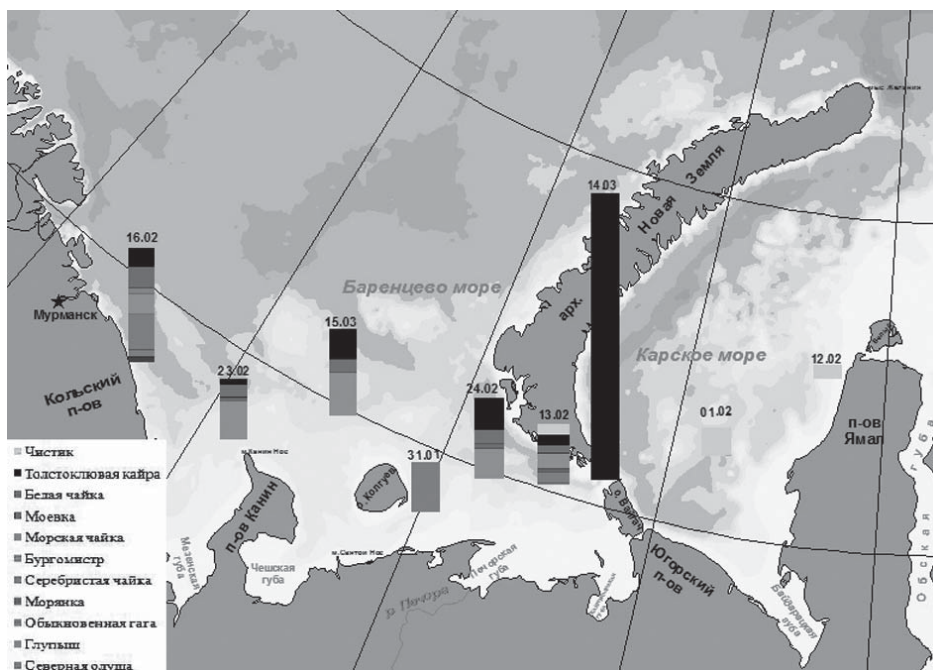 мыс Желания
Новая
Земля
14.03
16.02
Баренцево море
арх.
Мурманск
15.03
Карское море
12.02
23.02
24.02
Кольский
п-ов
13.02
01.02
п-ов
Ямал
м.Канин Нос
31.01
о. Колгуев
о. Вайгач
п-ов Канин
Мезенская
губа
Чешская
губа
м.Святой Нос
Печорская
губа
р. Печора
Югорский
п-ов
Байдарацкая
губа
Обская губа
Чистик
Толстоклювая кайра
Белая чайка
Моевка
Морская чайка
Бургомистр
Серебристая чайка
Морянка
Обыкновенная гага
Глупыш
Северная олуша